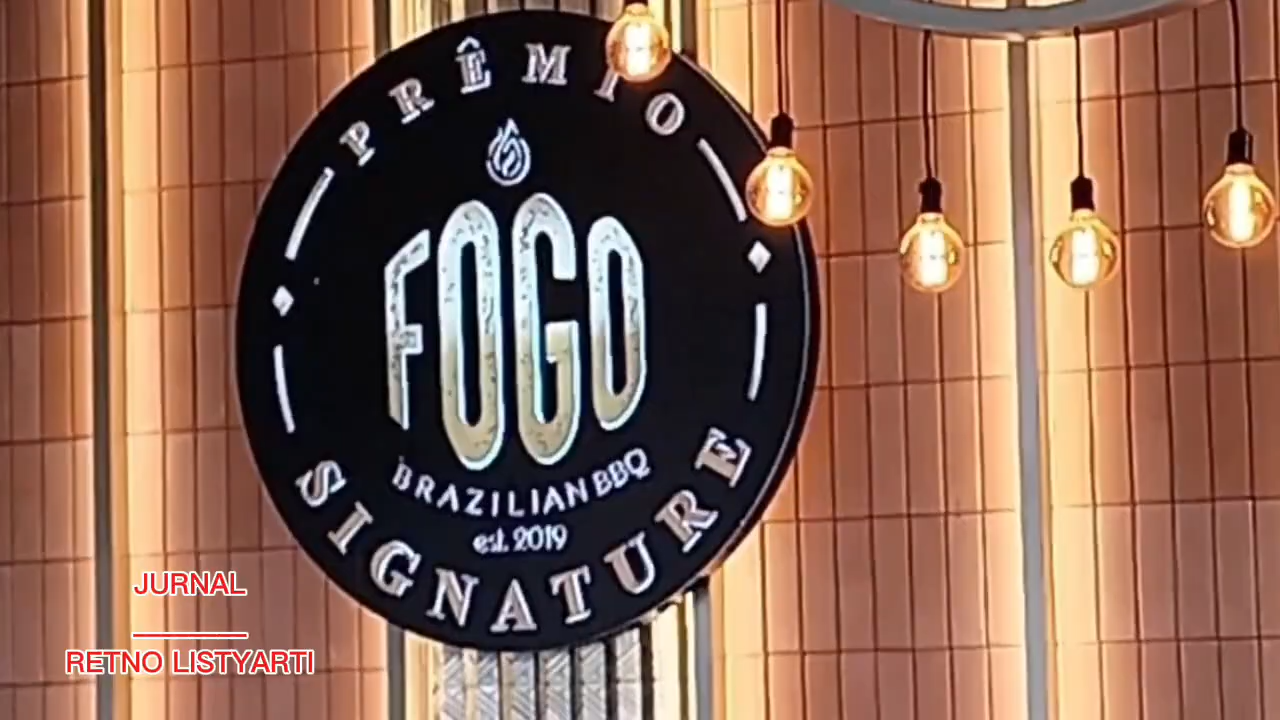 PRÊMIO
FOGO
BRAZILIAN BBQ
est. 2019
SIGNATURE
JURNAL
RETNO LISTYARTI